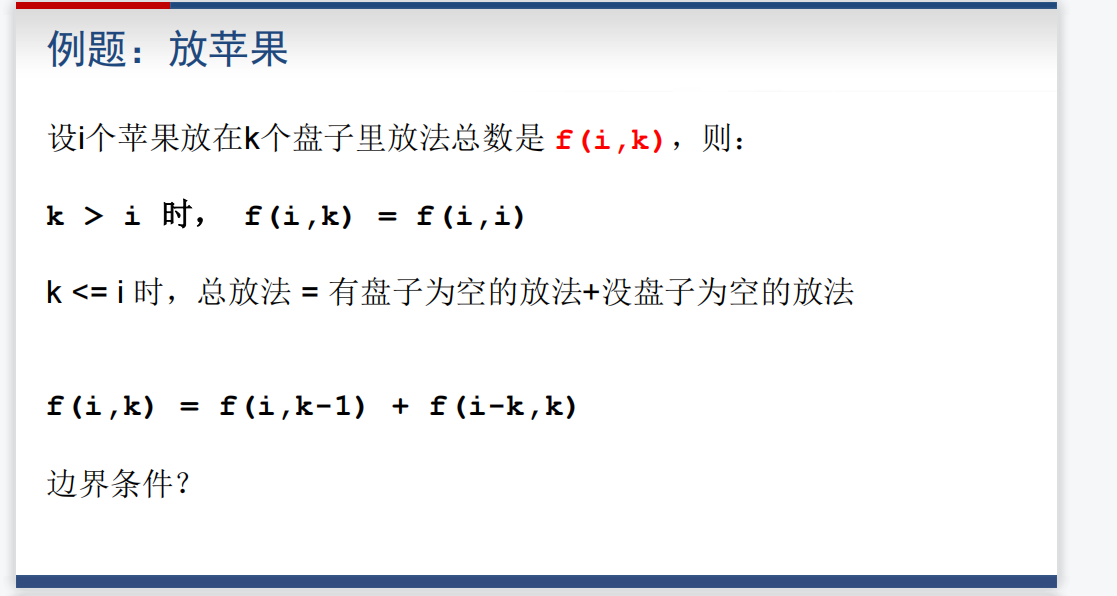 例题：放苹果
设i个苹果放在k个盘子里放法总数是 f(i,k)，则：
k > i 时， f(i,k) = f(i,i)
k <= i 时，总放法 = 有盘子为空的放法+没盘子为空的放法
f(i,k) = f(i,k-1) + f(i-k,k)
边界条件？